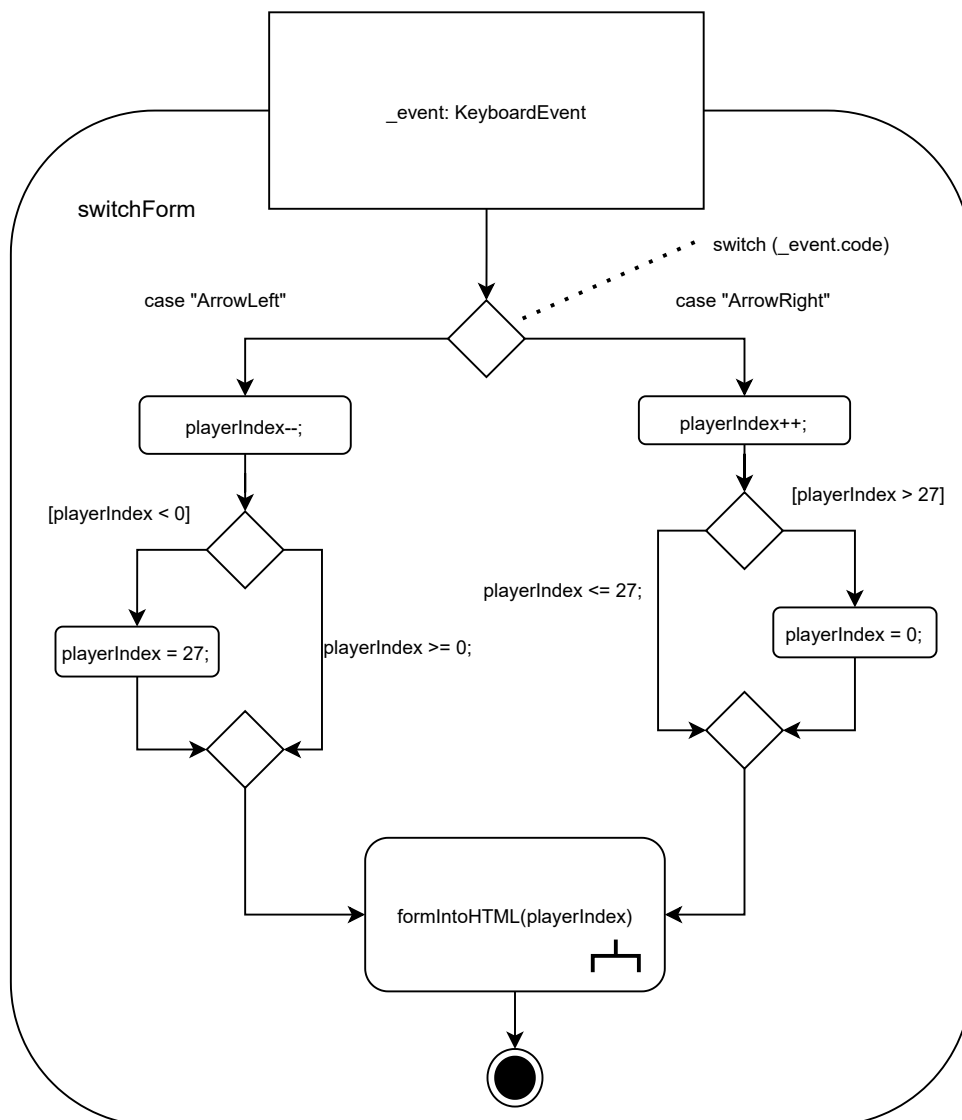 _event: KeyboardEvent
switchForm
switch (_event.code)
case "ArrowLeft"
case "ArrowRight"
playerIndex--;
playerIndex++;
[playerIndex < 0]
[playerIndex > 27]
playerIndex >= 0;
playerIndex <= 27;
playerIndex = 27;
playerIndex = 0;
formIntoHTML(playerIndex)